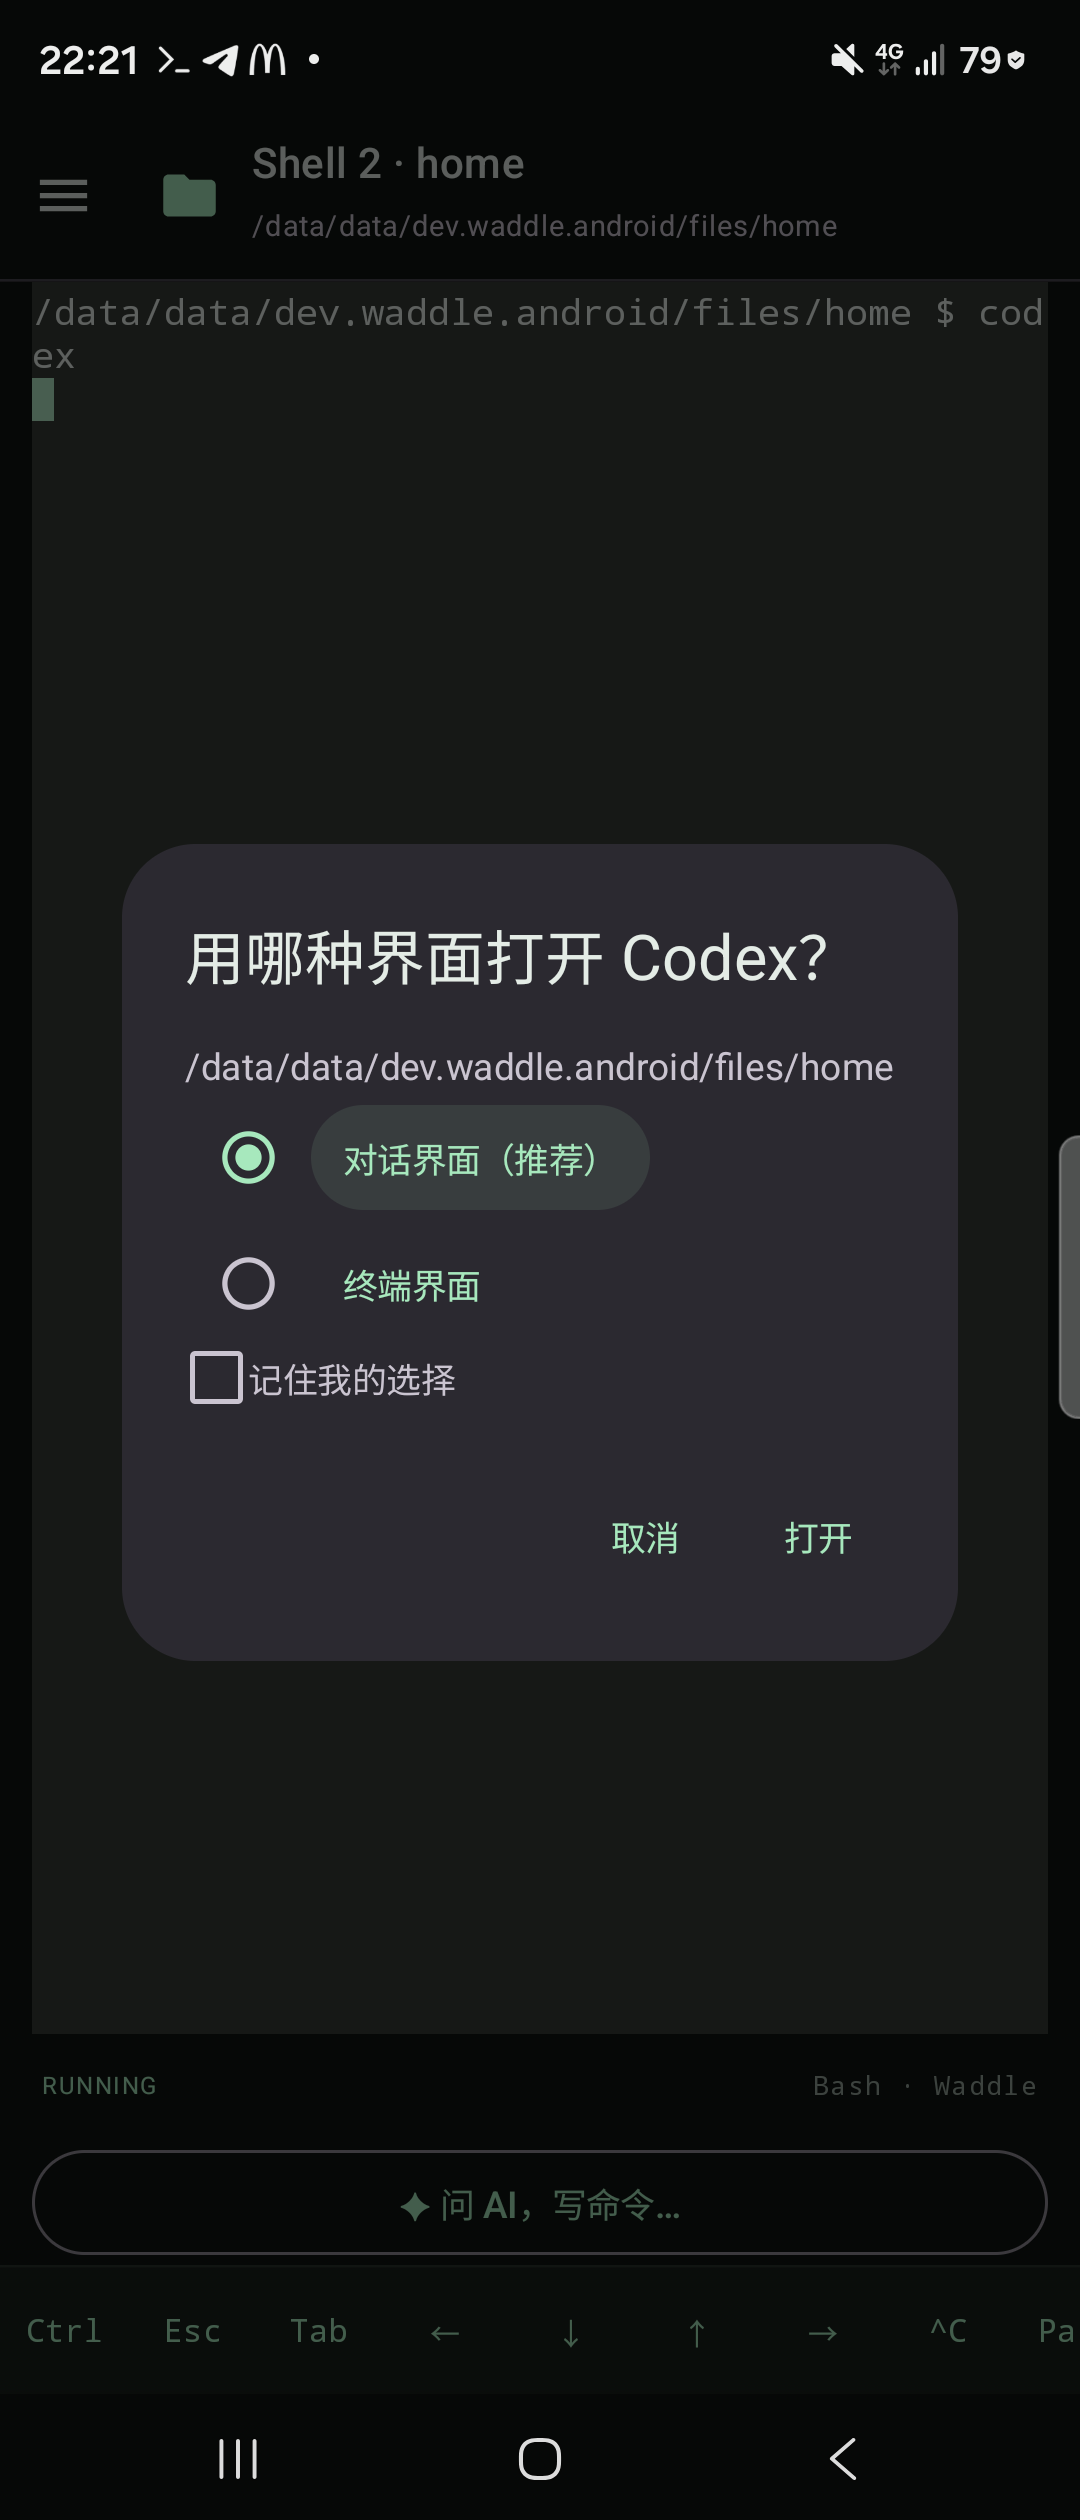 22:21
4G
79
Shell 2 · home
/data/data/dev.waddle.android/files/home
/data/data/dev.waddle.android/files/home $ cod
ex
用哪种界面打开 Codex？
/data/data/dev.waddle.android/files/home
对话界面（推荐）
终端界面
记住我的选择
取消 打开
RUNNING
Bash · Waddle
问 AI，写命令…
Ctrl Esc Tab ← ↓ ↑ → ^C Pa